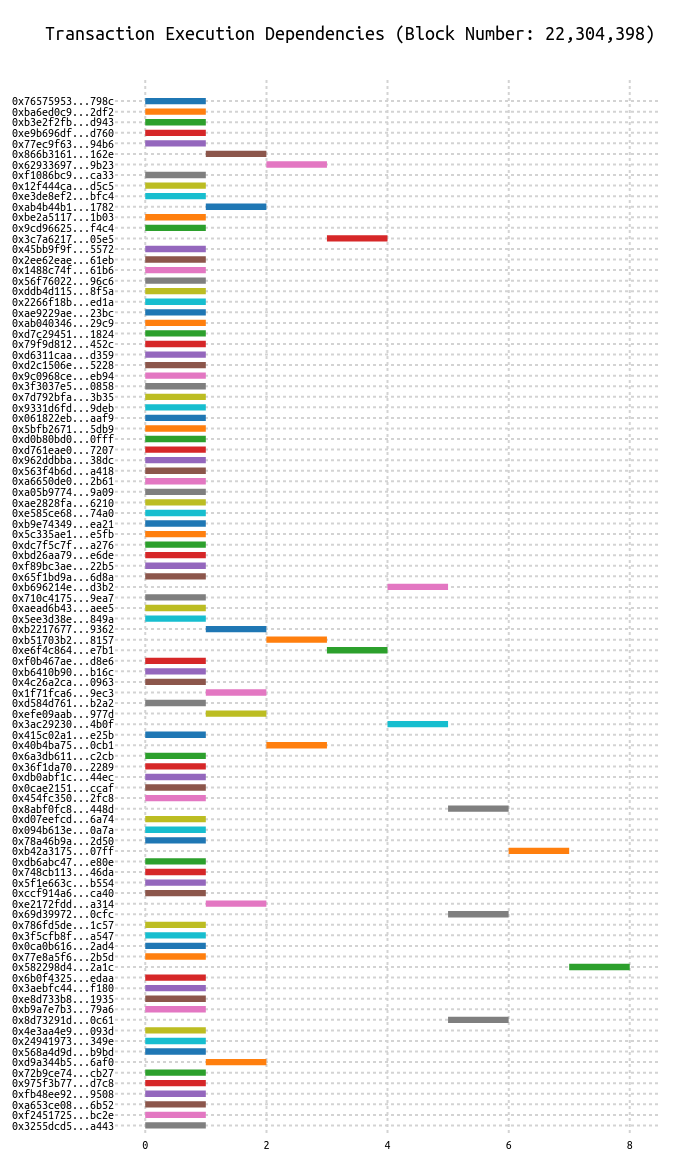 Transaction Execution Dependencies (Block Number: 22,304,398)
0x76575953...798c
0xba6ed0c9...2df2
0xb3e2f2fb...d943
0xe9b696df...d760
0x77ec9f63...94b6
0x866b3161...162e
0x62933697...9b23
0xf1086bc9...ca33
0x12f444ca...d5c5
0xe3de8ef2...bfc4
0xab4b44b1...1782
0xbe2a5117...1b03
0x9cd96625...f4c4
0x3c7a6217...05e5
0x45bb9f9f...5572
0x2ee62eae...61eb
0x1488c74f...61b6
0x56f76022...96c6
0xddb4d115...8f5a
0x2266f18b...ed1a
0xae9229ae...23bc
0xab040346...29c9
0xd7c29451...1824
0x79f9d812...452c
0xd6311caa...d359
0xd2c1506e...5228
0x9c0968ce...eb94
0x3f3037e5...0858
0x7d792bfa...3b35
0x9331d6fd...9deb
0x061822eb...aaf9
0x5bfb2671...5db9
0xd0b80bd0...0fff
0xd761eae0...7207
0x962ddbba...38dc
0x563f4b6d...a418
0xa6650de0...2b61
0xa05b9774...9a09
0xae2828fa...6210
0xe585ce68...74a0
0xb9e74349...ea21
0x5c335ae1...e5fb
0xdc7f5c7f...a276
0xbd26aa79...e6de
0xf89bc3ae...22b5
0x65f1bd9a...6d8a
0xb696214e...d3b2
0x710c4175...9ea7
0xaead6b43...aee5
0x5ee3d38e...849a
0xb2217677...9362
0xb51703b2...8157
0xe6f4c864...e7b1
0xf0b467ae...d8e6
0xb6410b90...b16c
0x4c26a2ca...0963
0x1f71fca6...9ec3
0xd584d761...b2a2
0xefe09aab...977d
0x3ac29230...4b0f
0x415c02a1...e25b
0x40b4ba75...0cb1
0x6a3db611...c2cb
0x36f1da70...2289
0xdb0abf1c...44ec
0x0cae2151...ccaf
0x454fc350...2fc8
0x8abf0fc8...448d
0xd07eefcd...6a74
0x094b613e...0a7a
0x78a46b9a...2d50
0xb42a3175...07ff
0xdb6abc47...e80e
0x748cb113...46da
0x5f1e663c...b554
0xccf914a6...ca40
0xe2172fdd...a314
0x69d39972...0cfc
0x786fd5de...1c57
0x3f5cfb8f...a547
0x0ca0b616...2ad4
0x77e8a5f6...2b5d
0x582298d4...2a1c
0x6b0f4325...edaa
0x3aebfc44...f180
0xe8d733b8...1935
0xb9a7e7b3...79a6
0x8d73291d...0c61
0x4e3aa4e9...093d
0x24941973...349e
0x568a4d9d...b9bd
0xd9a344b5...6af0
0x72b9ce74...cb27
0x975f3b77...d7c8
0xfb48ee92...9508
0xa653ce08...6b52
0xf2451725...bc2e
0x3255dcd5...a443
0 2 4 6 8